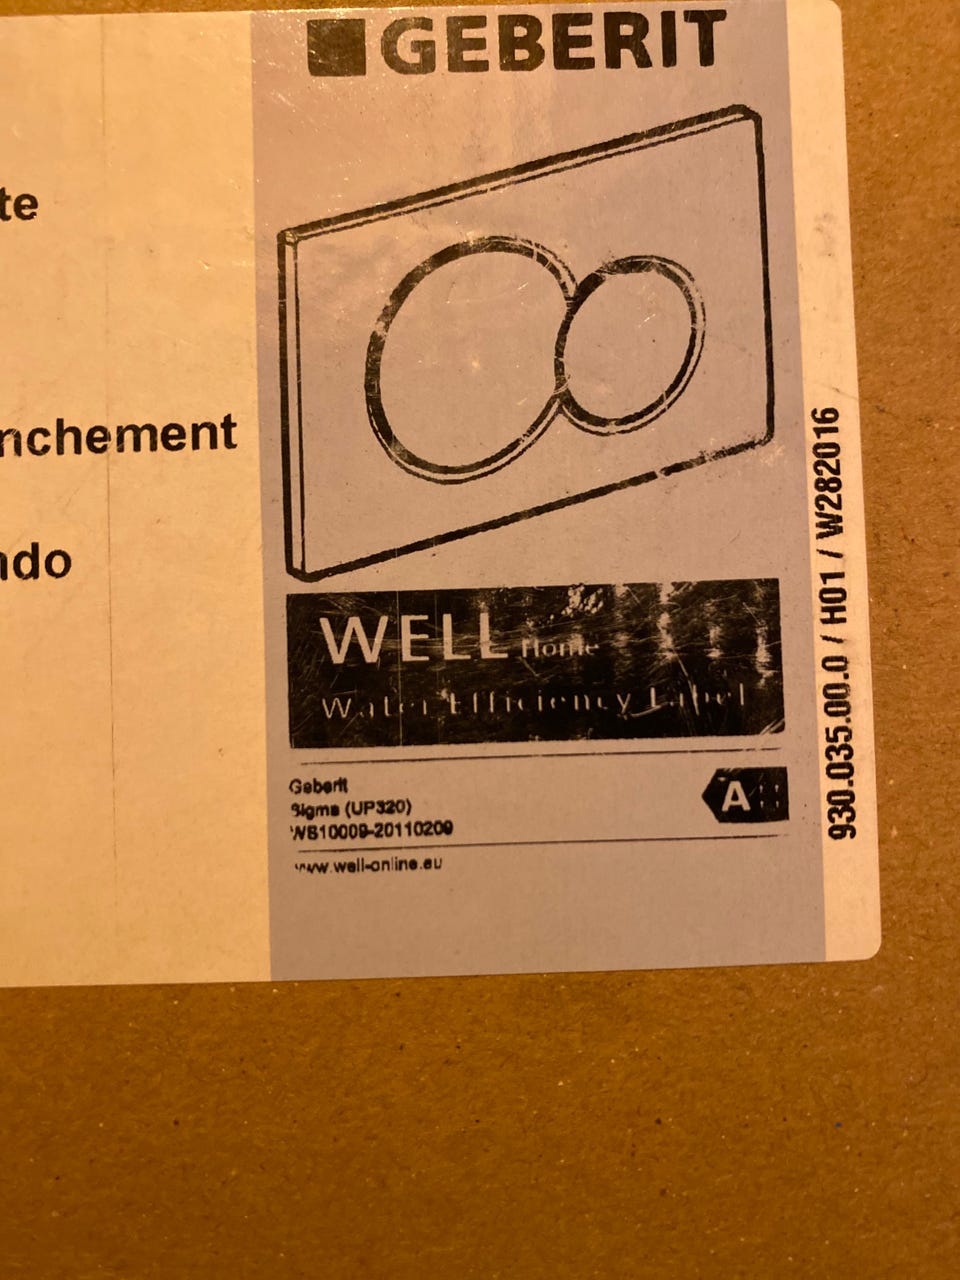 GEBERIT
te
nchement
ndo
WELL Home
Water Efficiency Label
Geberit
Sigma (UP320)
WS10009-20110209
A
www.well-online.eu
930.035.00.0 / H01 / W282016